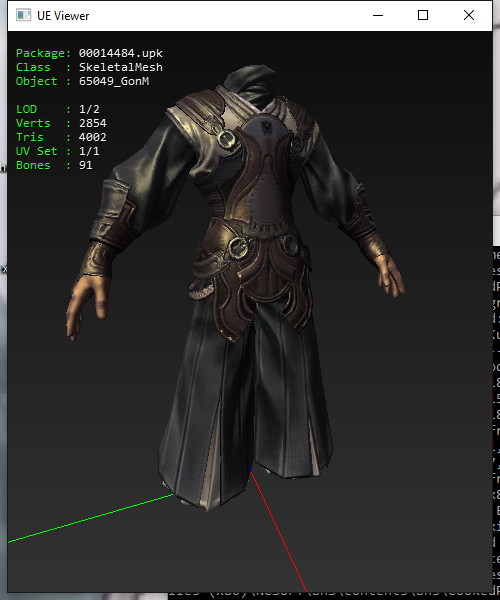 UE Viewer
Package: 00014484.upk
Class : SkeletalMesh
Object : 65049_GonM
LOD : 1/2
Verts : 2854
Tris : 4002
UV Set : 1/1
Bones : 91